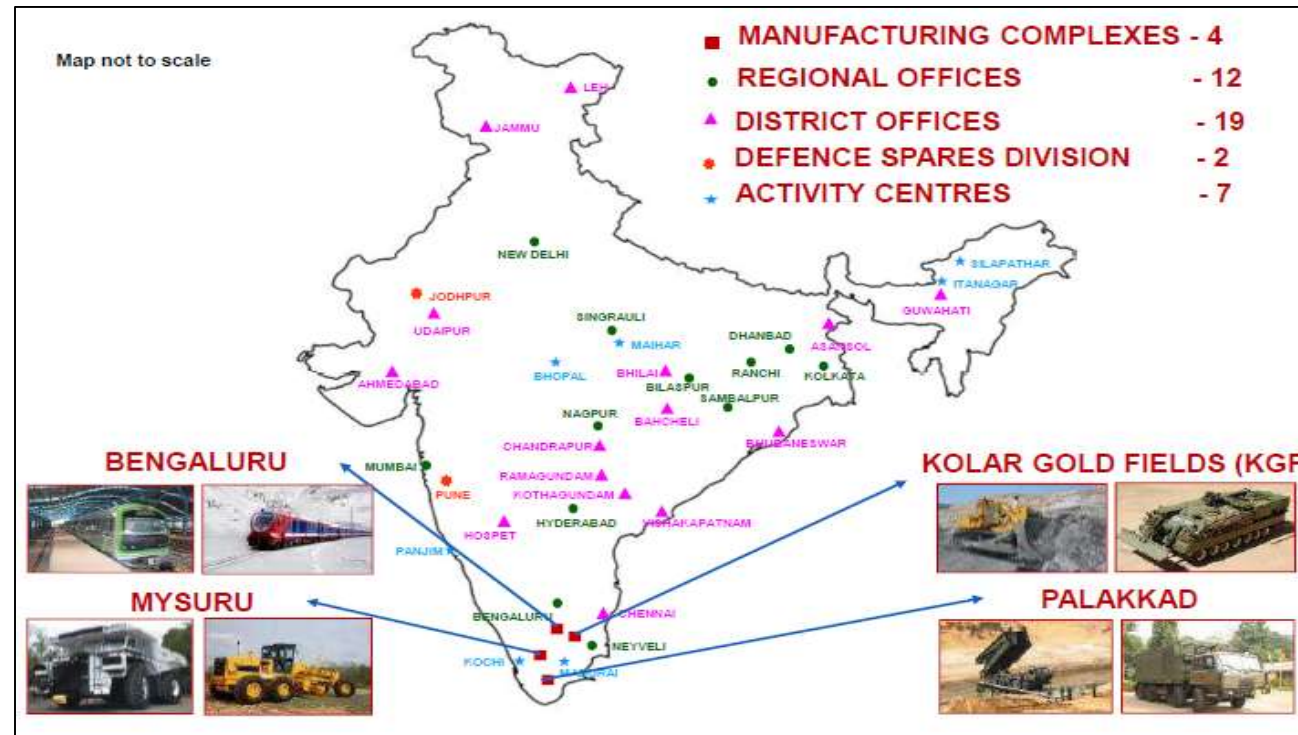 Map not to scale
■ MANUFACTURING COMPLEXES - 4
● REGIONAL OFFICES - 12
▲ DISTRICT OFFICES - 19
DEFENCE SPARES DIVISION - 2
★ ACTIVITY CENTRES - 7
LEH
JAMMU
NEW DELHI
SILAPATHAR
ITANAGAR
GUWAHATI
JODHPUR
UDAIPUR
SINGRAULI
MAIHAR
DHANBAD
ASANSOL
AHMEDABAD
BHOPAL
BHILAI
BILASPUR
RANCHI
KOLKATA
SAMBALPUR
NAGPUR
BAHCHELI
BHUBANESWAR
CHANDRAPUR
MUMBAI
RAMAGUNDAM
PUNE
KOTHAGUNDAM
HYDERABAD
VISHAKAPATNAM
HOSPET
PANJIM
BENGALURU
KOLAR GOLD FIELDS (KGF
MYSURU
BENGALURU
CHENNAI
PALAKKAD
NEYVELI
KOCHI
MADURAI